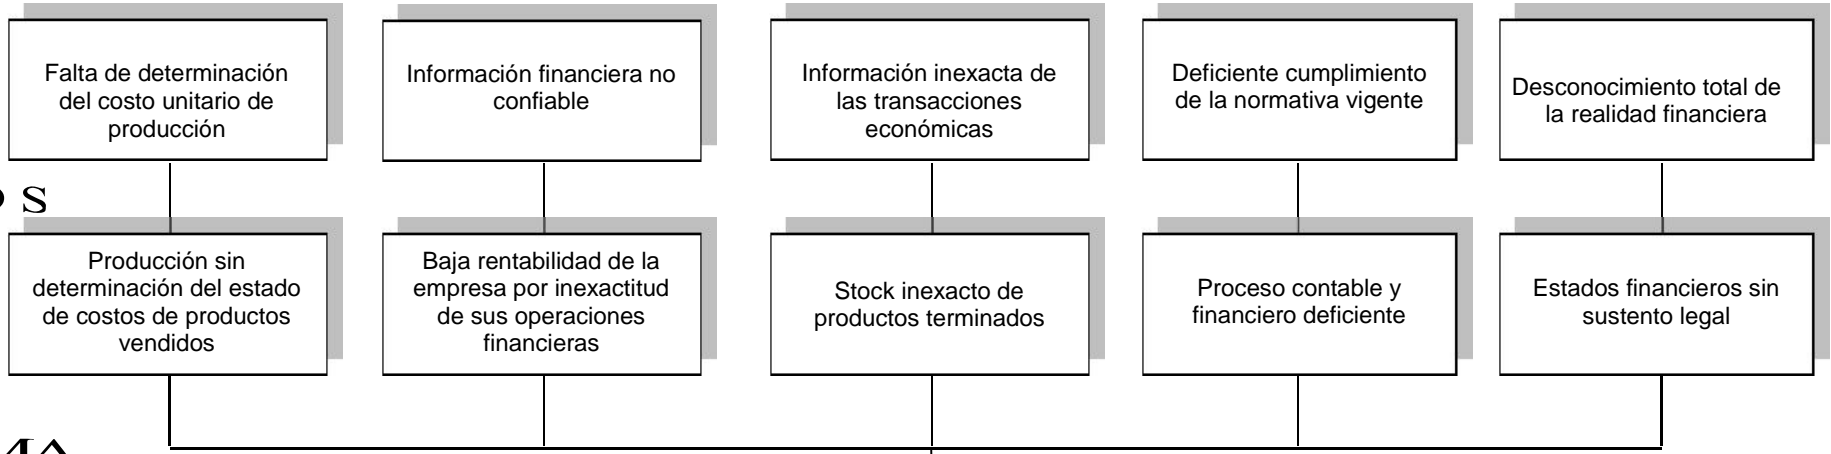 Falta de determinación
del costo unitario de
producción
Información financiera no
confiable
Información inexacta de
las transacciones
económicas
Deficiente cumplimiento
de la normativa vigente
Desconocimiento total de
la realidad financiera
S
Producción sin
determinación del estado
de costos de productos
vendidos
Baja rentabilidad de la
empresa por inexactitud
de sus operaciones
financieras
Stock inexacto de
productos terminados
Proceso contable y
financiero deficiente
Estados financieros sin
sustento legal